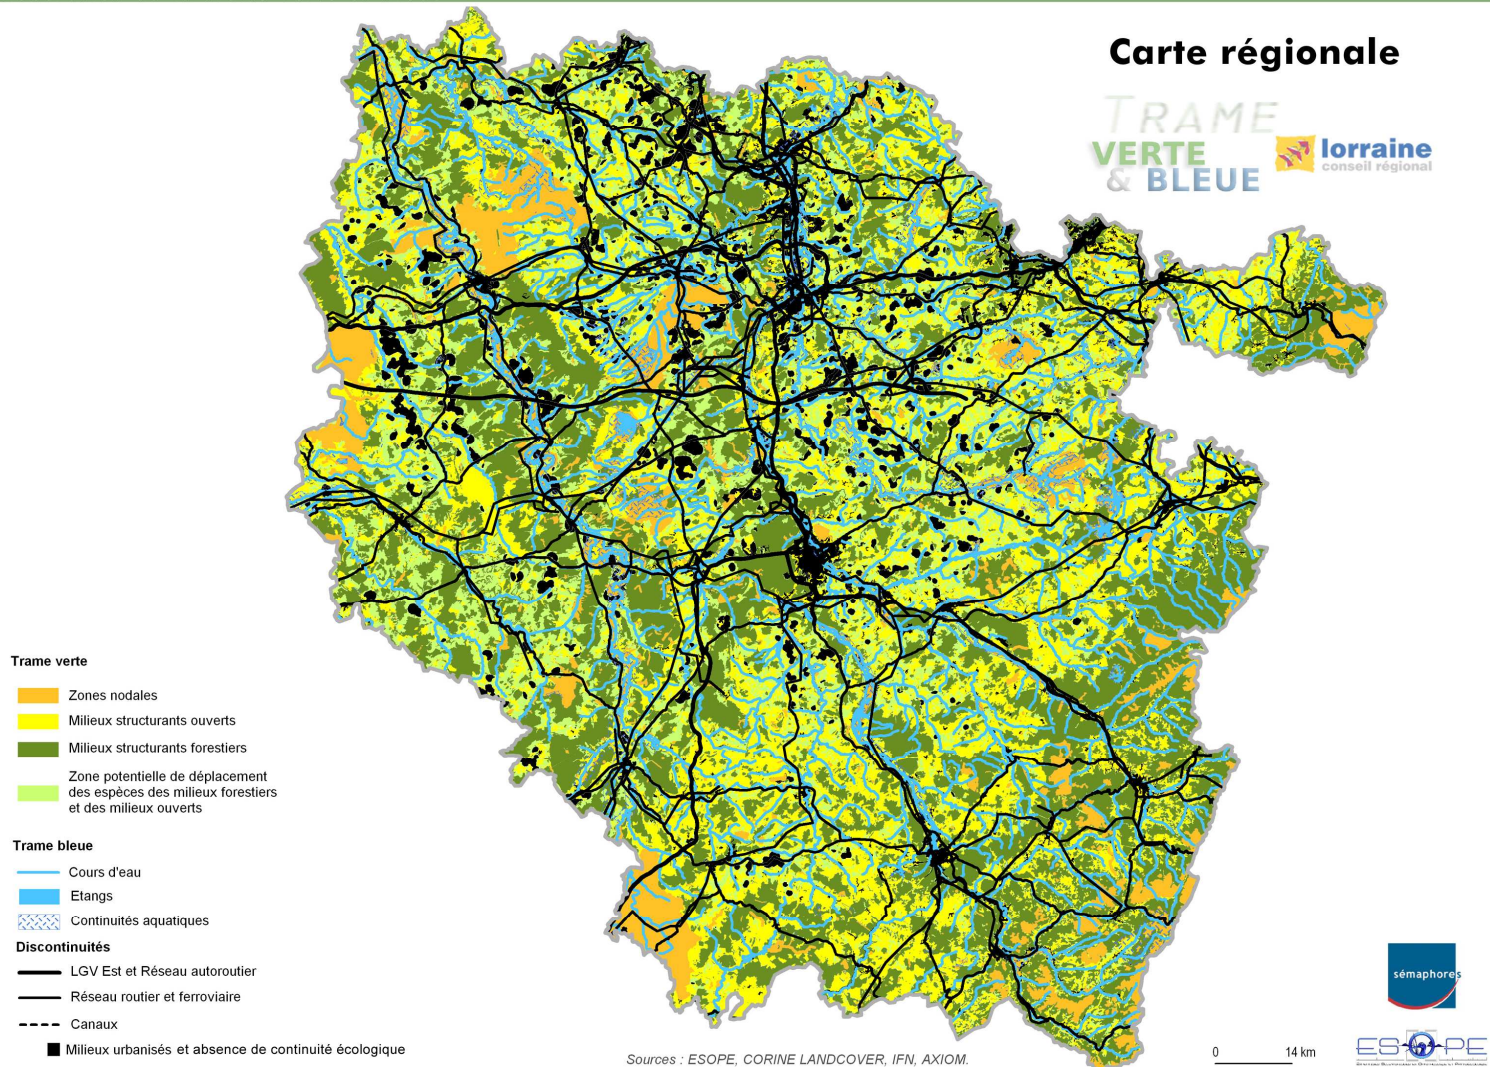 Carte régionale
TRAME
VERTE
& BLEUE
lorraine
conseil régional
Trame verte
Zones nodales
Milieux structurants ouverts
Milieux structurants forestiers
Zone potentielle de déplacement
des espèces des milieux forestiers
et des milieux ouverts
Trame bleue
Cours d'eau
Etangs
Continuités aquatiques
Discontinuités
LGV Est et Réseau autoroutier
Réseau routier et ferroviaire
Canaux
Milieux urbanisés et absence de continuité écologique
Sources : ESOPE, CORINE LANDCOVER, IFN, AXIOM.
0 14 km
sémaphores
ESOPE